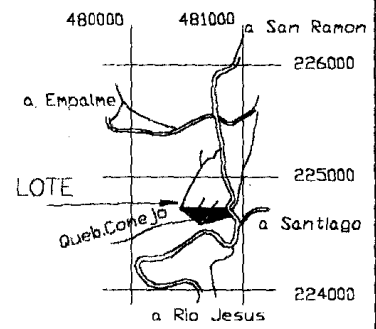 480000 481000
a San Ramon
226000
a. Empalme
225000
LOTE
Queb.Conejo
a Santiago
224000
a Rio Jesus